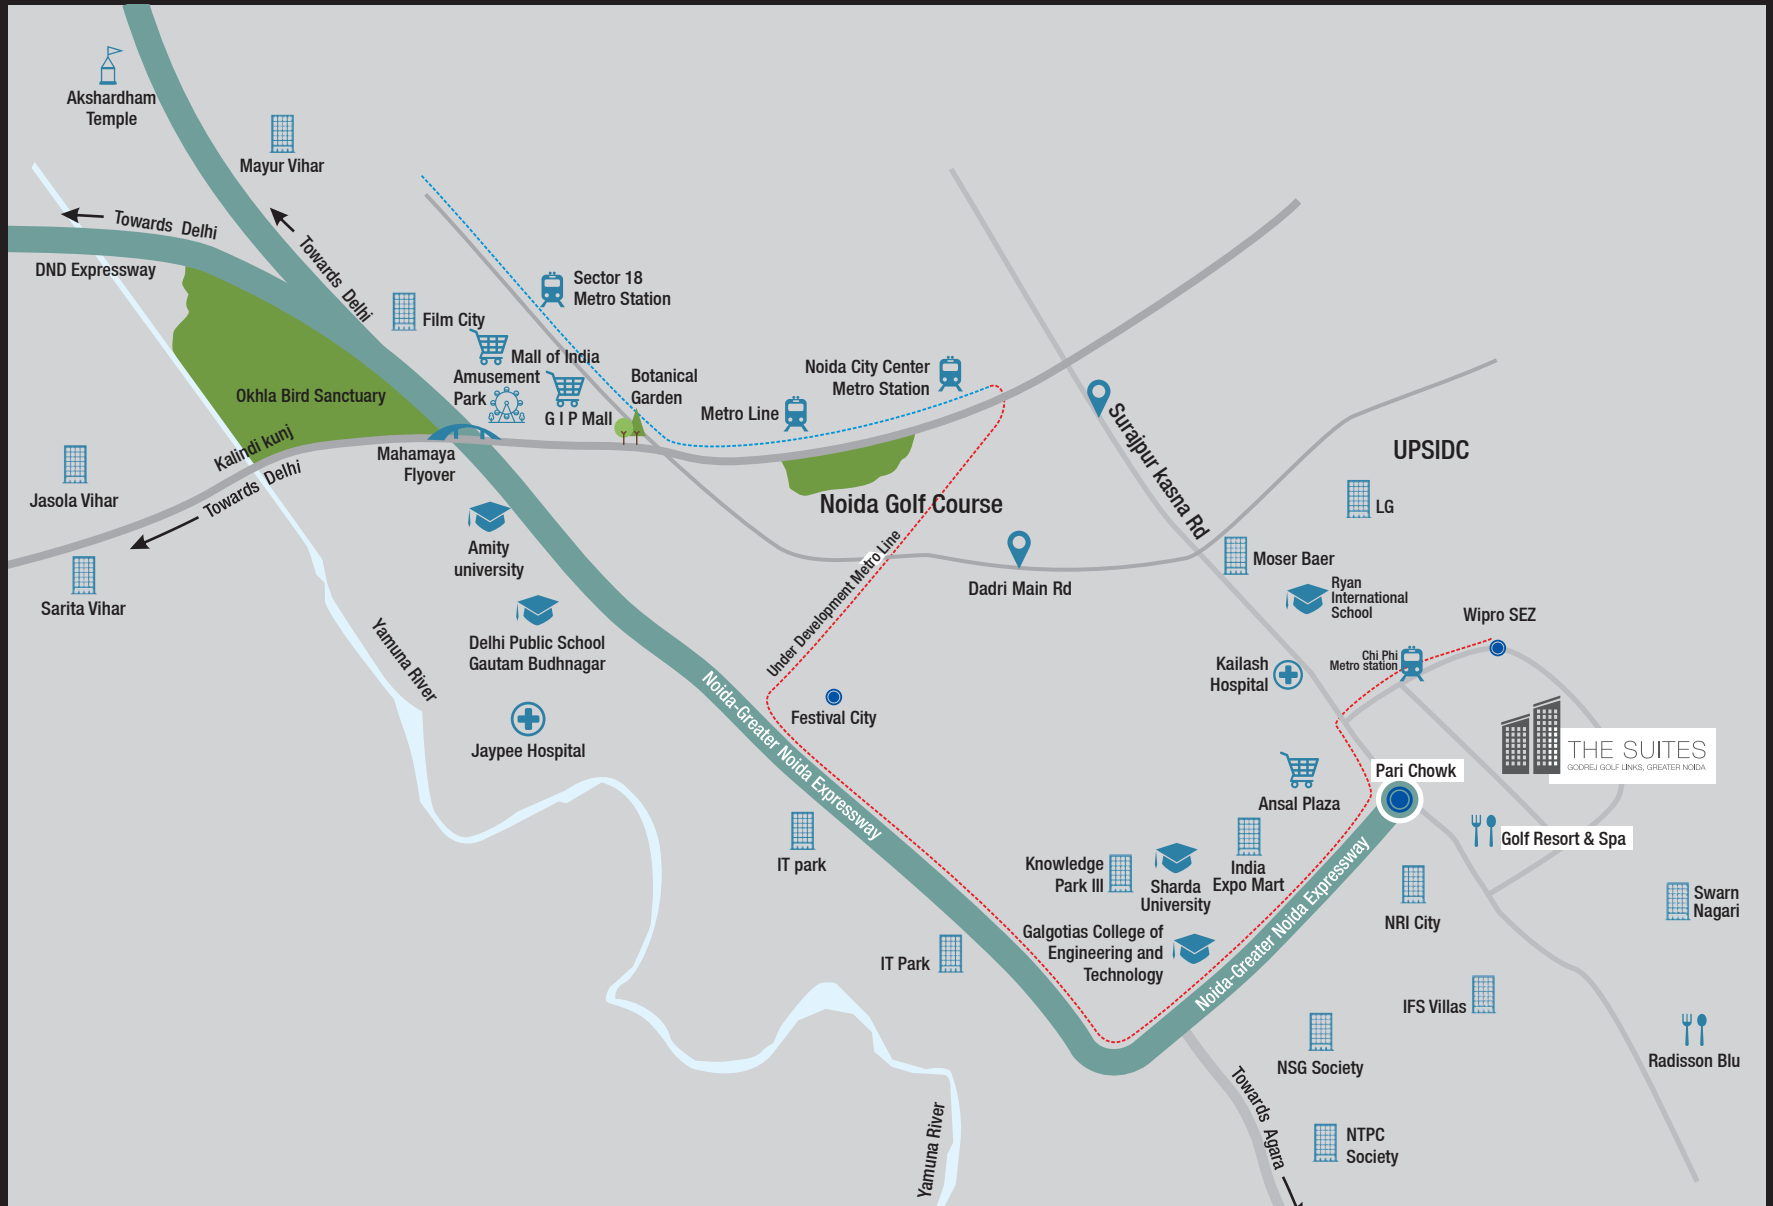 Akshardham
Temple
Mayur Vihar
Towards Delhi
DND Expressway
Towards Delhi
Sector 18
Metro Station
Film City
Mall of India
Amusement
Park
G I P Mall
Botanical
Garden
Noida City Center
Metro Station
Metro Line
Okhla Bird Sanctuary
Kalindi kunj
Towards Delhi
Mahamaya
Flyover
Jasola Vihar
Sarita Vihar
Amity
university
Delhi Public School
Gautam Budhnagar
Yamuna River
Jaypee Hospital
Noida Golf Course
Under Development Metro Line
Dadri Main Rd
Surajpur kasna Rd
UPSIDC
LG
Moser Baer
Ryan
International
School
Wipro SEZ
Chi Phi
Metro station
Kailash
Hospital
Festival City
Noida-Greater Noida Expressway
THE SUITES
GODREJ GOLF LINKS, GREATER NOIDA
Pari Chowk
Ansal Plaza
Golf Resort & Spa
IT park
Knowledge
Park III
Sharda
University
India
Expo Mart
Noida-Greater Noida Expressway
NRI City
Swarn
Nagari
Galgotias College of
Engineering and
Technology
IT Park
IFS Villas
NSG Society
Radisson Blu
Towards Agara
NTPC
Society
Yamuna River